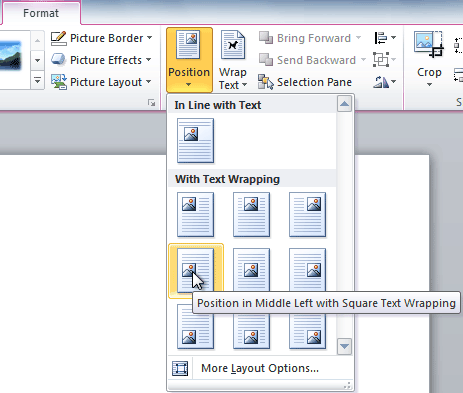 Format
Picture Border
Picture Effects
Picture Layout
Position
Wrap
Text
Bring Forward
Send Backward
Selection Pane
Crop
S
In Line with Text
With Text Wrapping
Position in Middle Left with Square Text Wrapping
More Layout Options...